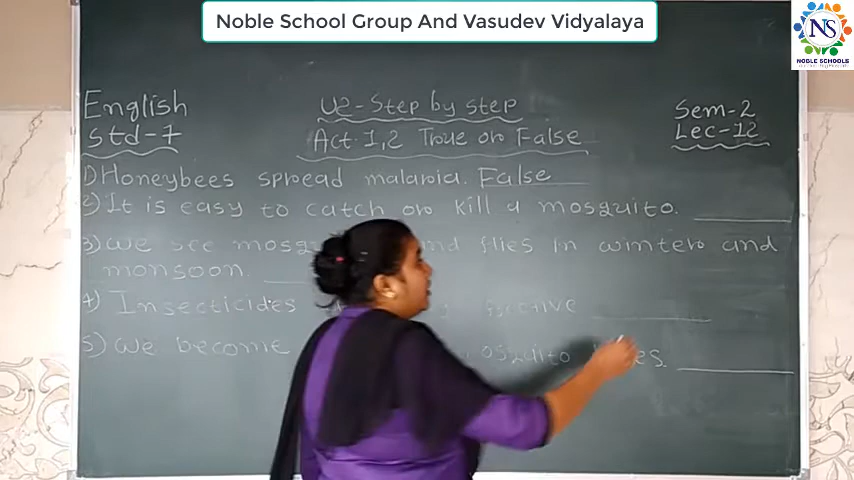 Noble School Group And Vasudev Vidyalaya
NS
NOBLE SCHOOLS
English
Std-7
U2-Step by step
Act.1,2 True or False
Sem-2
Lec-12
1) Honeybees spread malaria. False
2) It is easy to catch or kill a mosquito.
3) We see and flies in winter and
monsoon.
4) Insecticides
5) We become